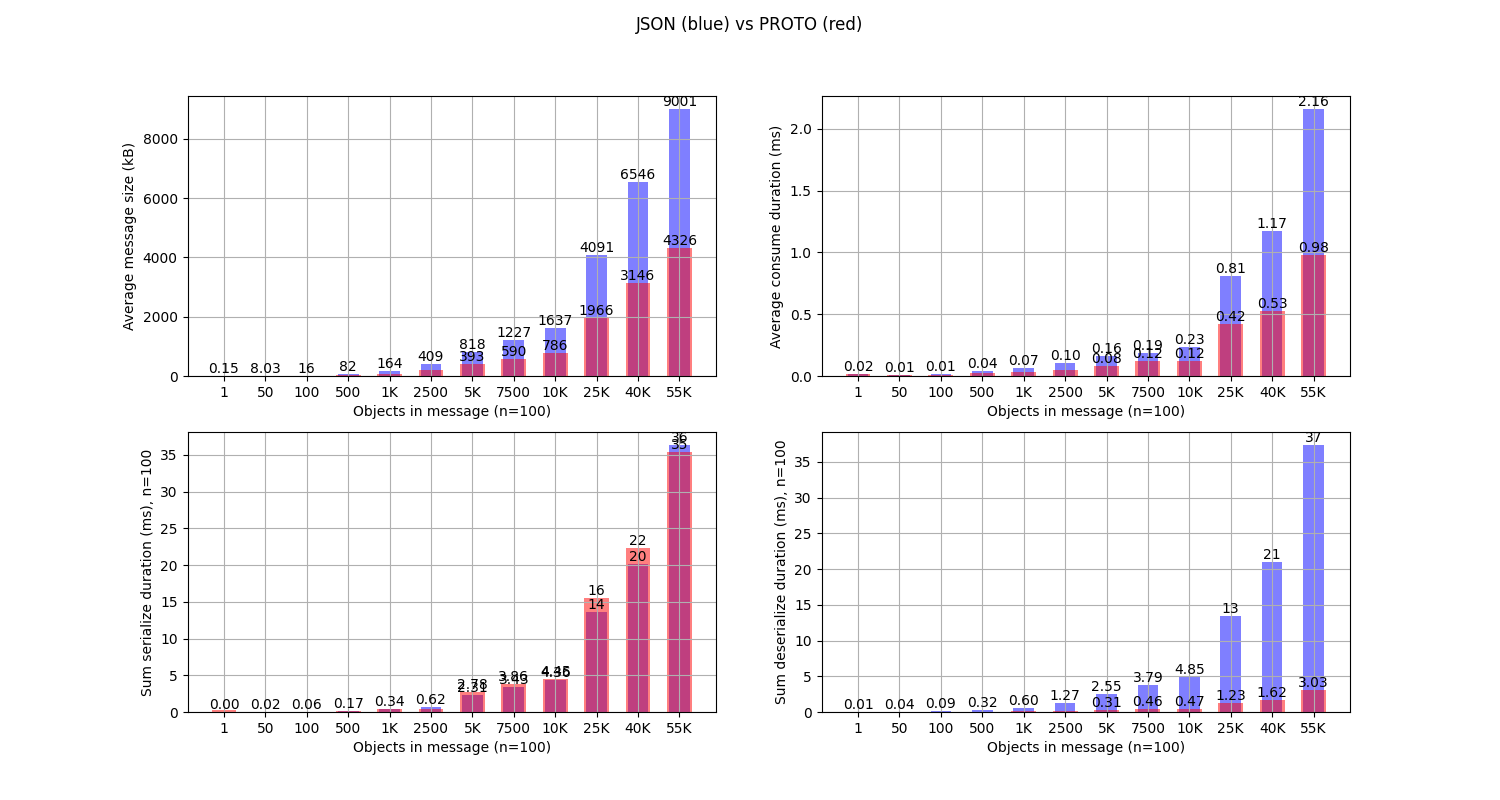 JSON (blue) vs PROTO (red)
Average message size (kB)
8000
6000
4000
2000
0
0.15 8.03 16 82 164 409 818 1227 1637 4091 6546 9001
393 590 786 1966 3146 4326
1 50 100 500 1K 2500 5K 7500 10K 25K 40K 55K
Objects in message (n=100)
Average consume duration (ms)
2.0
1.5
1.0
0.5
0.0
0.02 0.01 0.01 0.04 0.07 0.10 0.16 0.19 0.23 0.81 1.17 2.16
0.08 0.12 0.12 0.42 0.53 0.98
1 50 100 500 1K 2500 5K 7500 10K 25K 40K 55K
Objects in message (n=100)
Sum serialize duration (ms), n=100
35
30
25
20
15
10
5
0
0.00 0.02 0.06 0.17 0.34 0.62 2.78 3.86 16 22 36
14 20 35
1 50 100 500 1K 2500 5K 7500 10K 25K 40K 55K
Objects in message (n=100)
Sum deserialize duration (ms), n=100
35
30
25
20
15
10
5
0
0.01 0.04 0.09 0.32 0.60 1.27 2.55 3.79 4.85 13 21 37
0.31 0.46 0.47 1.23 1.62 3.03
1 50 100 500 1K 2500 5K 7500 10K 25K 40K 55K
Objects in message (n=100)